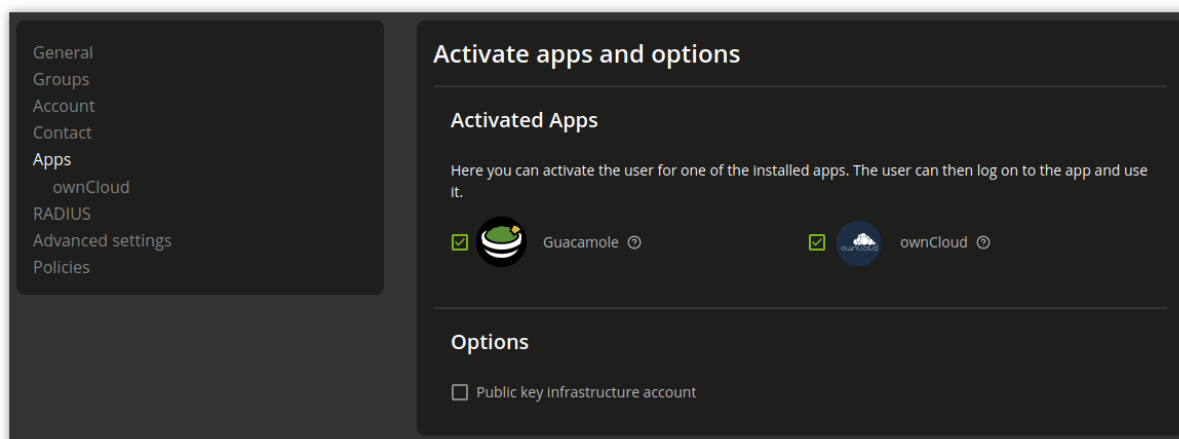 General
Groups
Account
Contact
Apps
ownCloud
RADIUS
Advanced settings
Policies
Activate apps and options
Activated Apps
Here you can activate the user for one of the installed apps. The user can then log on to the app and use
it.
Guacamole
ownCloud
ownCloud
Options
Public key infrastructure account